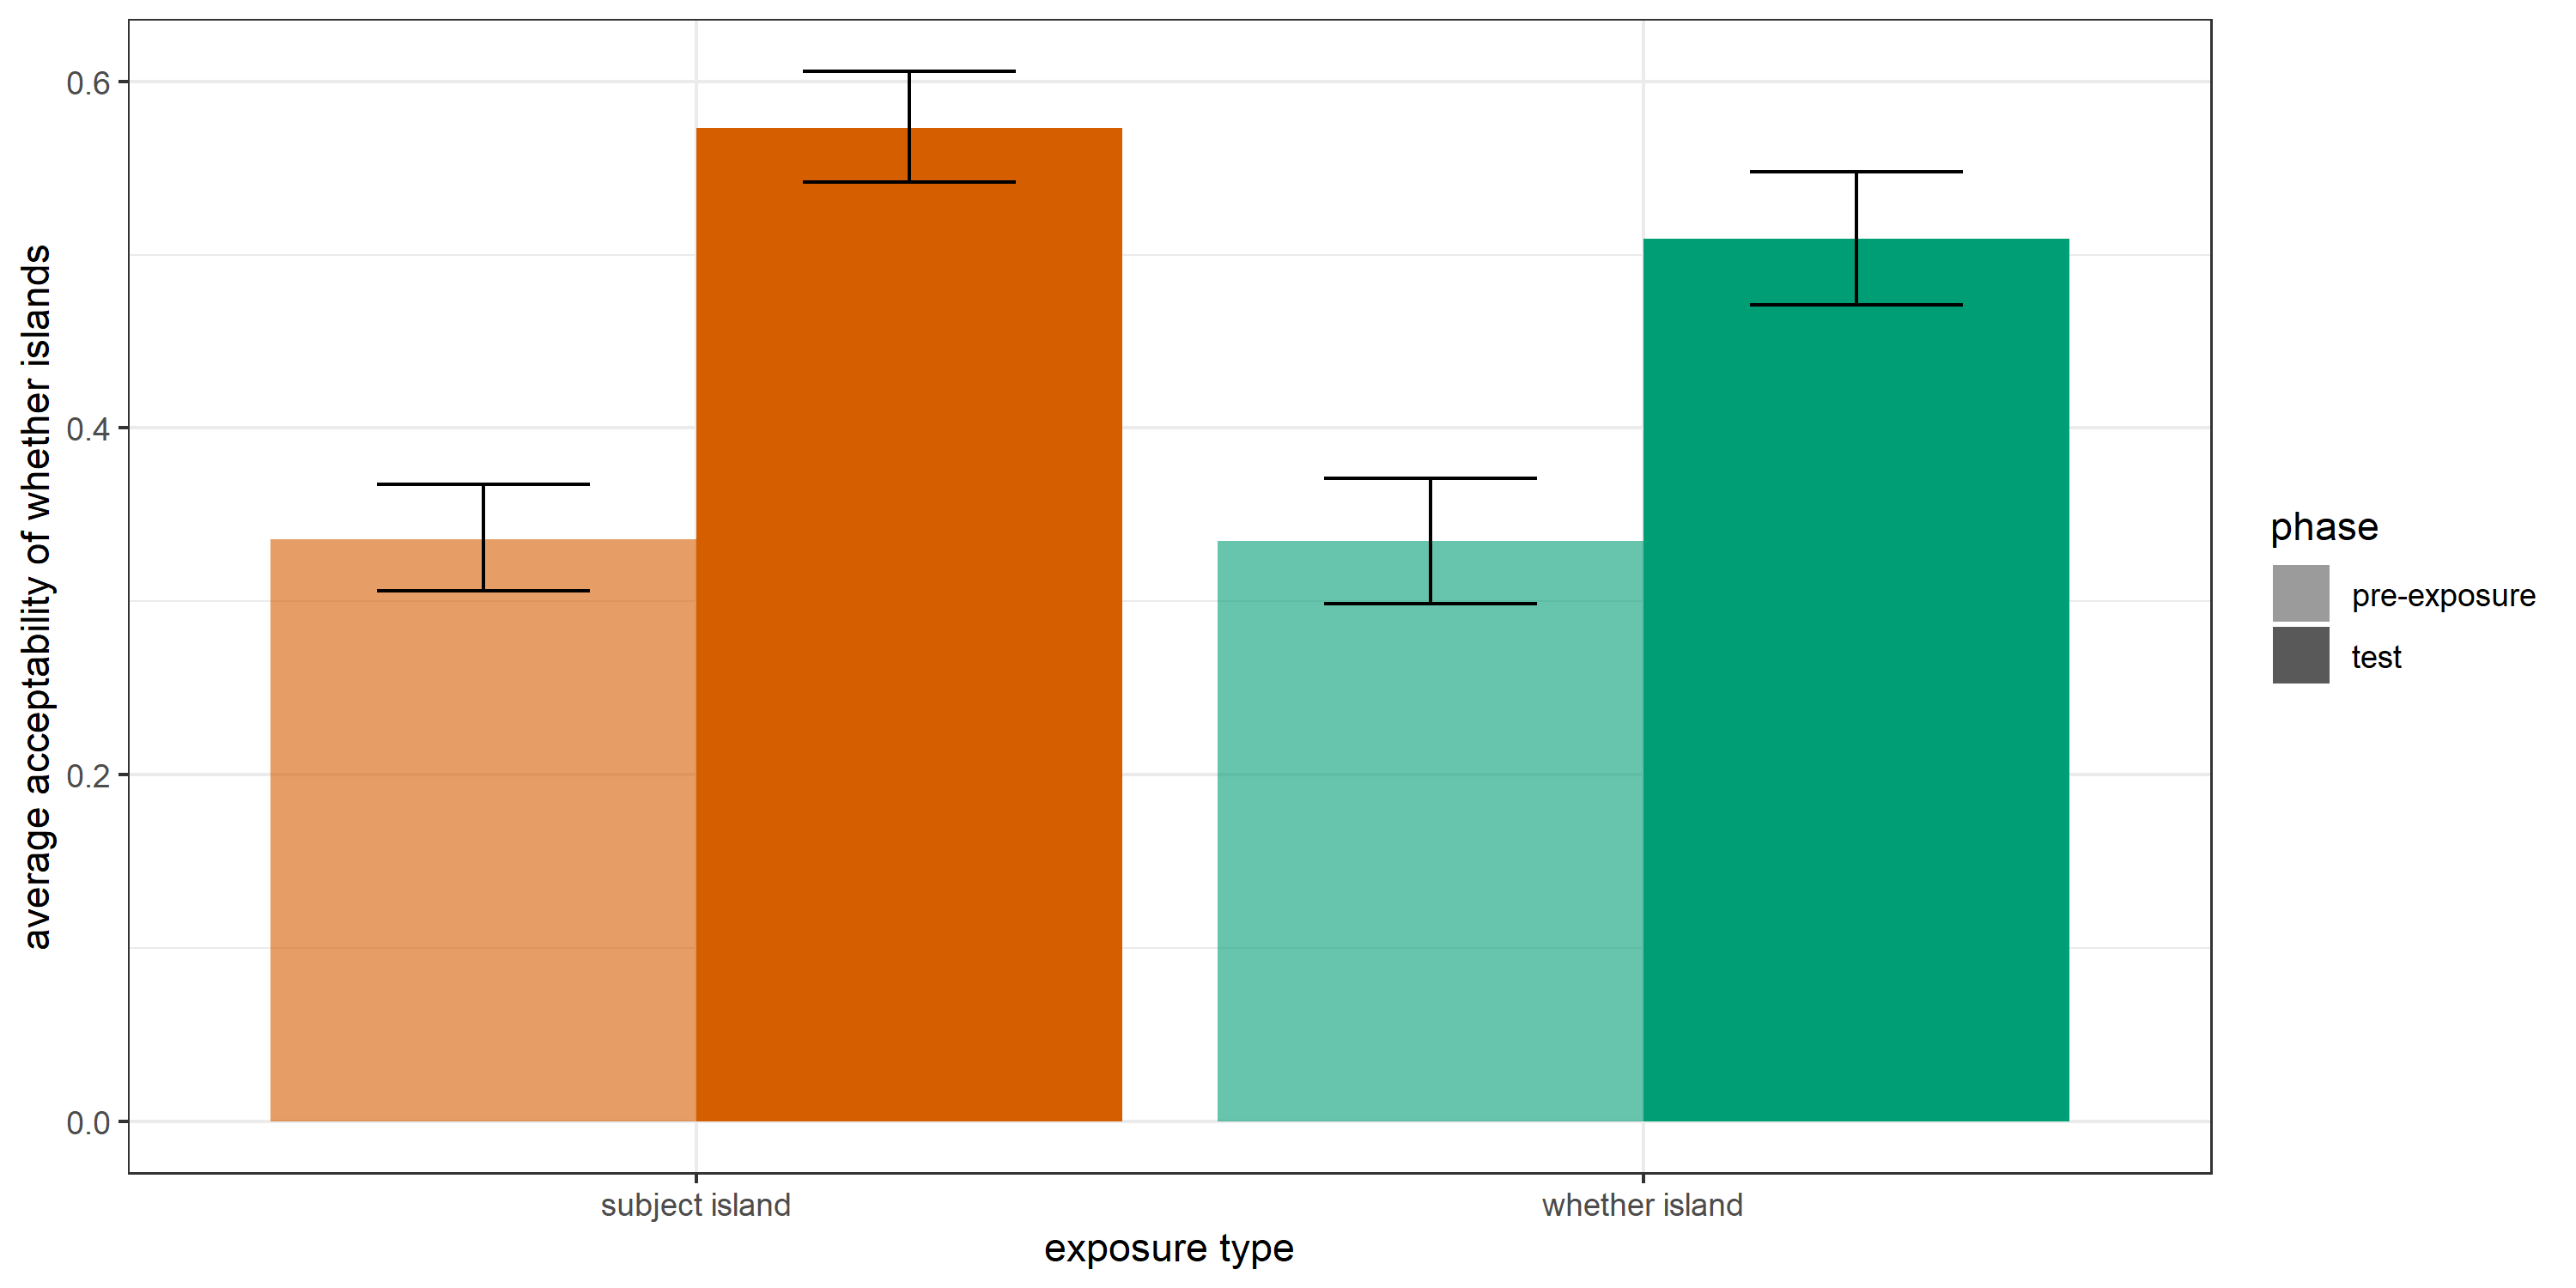 average acceptability of whether islands
0.6
0.4
0.2
0.0
subject island
whether island
exposure type
phase
pre-exposure
test